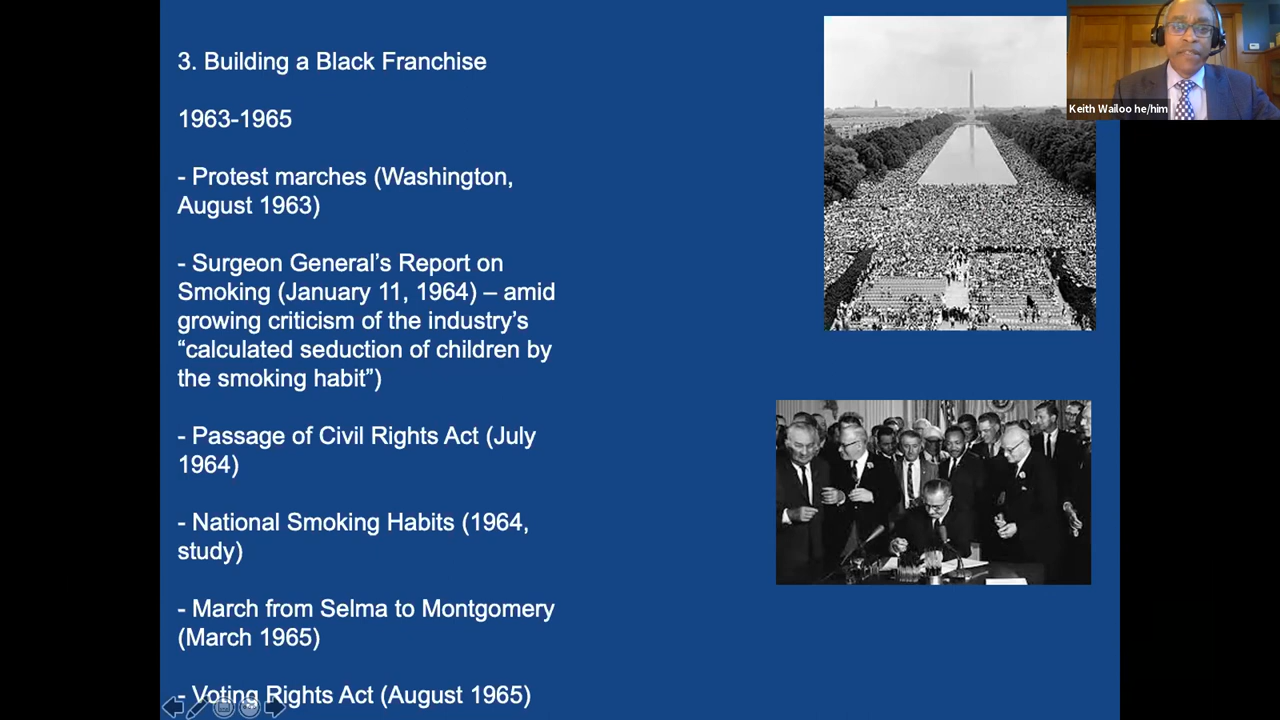 3. Building a Black Franchise
1963-1965
- Protest marches (Washington,
August 1963)
- Surgeon General’s Report on
Smoking (January 11, 1964) – amid
growing criticism of the industry’s
“calculated seduction of children by
the smoking habit”)
- Passage of Civil Rights Act (July
1964)
- National Smoking Habits (1964,
study)
- March from Selma to Montgomery
(March 1965)
- Voting Rights Act (August 1965)
Keith Wailoo he/him